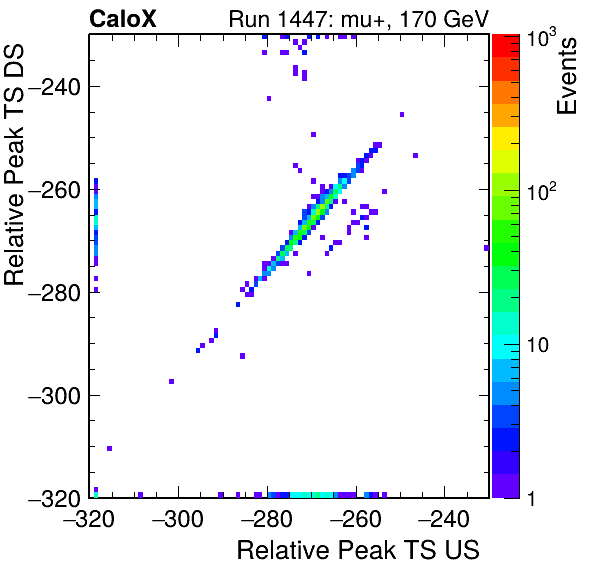 CaloX Run 1447: mu+, 170 GeV
Relative Peak TS DS
−240
−260
−280
−300
−320
−320 −300 −280 −260 −240
Relative Peak TS US
Events
10³
10²
10
1